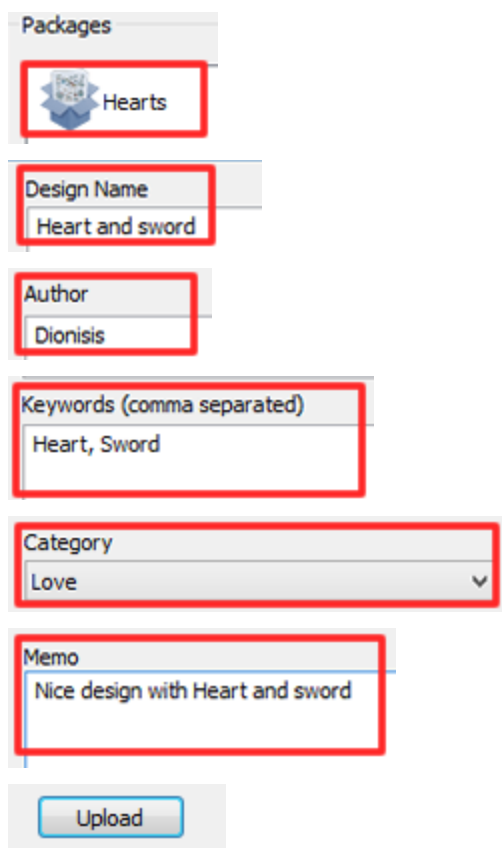 Packages
Hearts
Design Name
Heart and sword
Author
Dionisis
Keywords (comma separated)
Heart, Sword
Category
Love
Memo
Nice design with Heart and sword
Upload